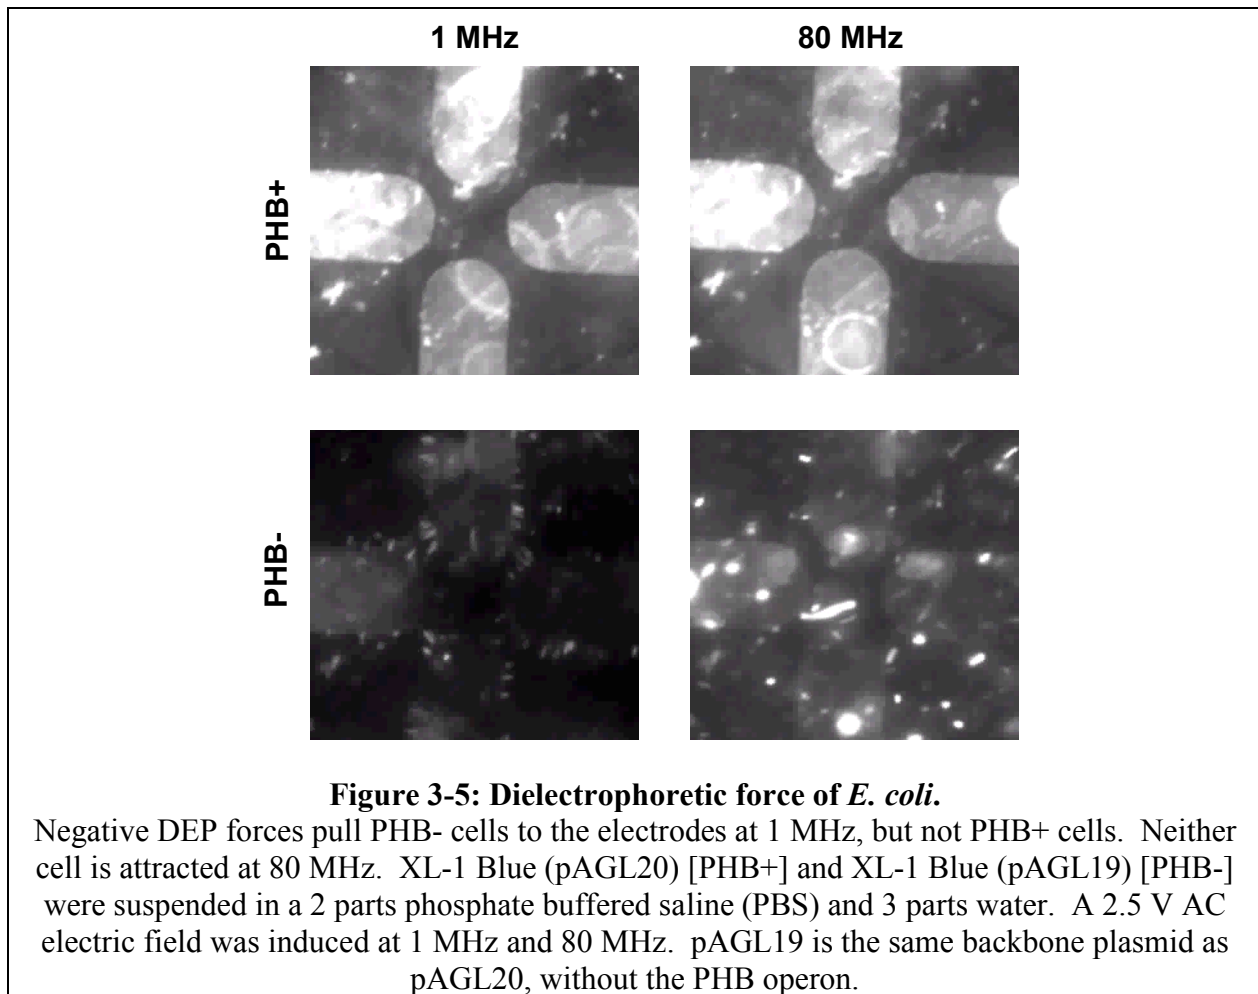 1 MHz
80 MHz
PHB+
PHB-
Figure 3-5: Dielectrophoretic force of E. coli.
Negative DEP forces pull PHB- cells to the electrodes at 1 MHz, but not PHB+ cells. Neither
cell is attracted at 80 MHz. XL-1 Blue (pAGL20) [PHB+] and XL-1 Blue (pAGL19) [PHB-]
were suspended in a 2 parts phosphate buffered saline (PBS) and 3 parts water. A 2.5 V AC
electric field was induced at 1 MHz and 80 MHz. pAGL19 is the same backbone plasmid as
pAGL20, without the PHB operon.